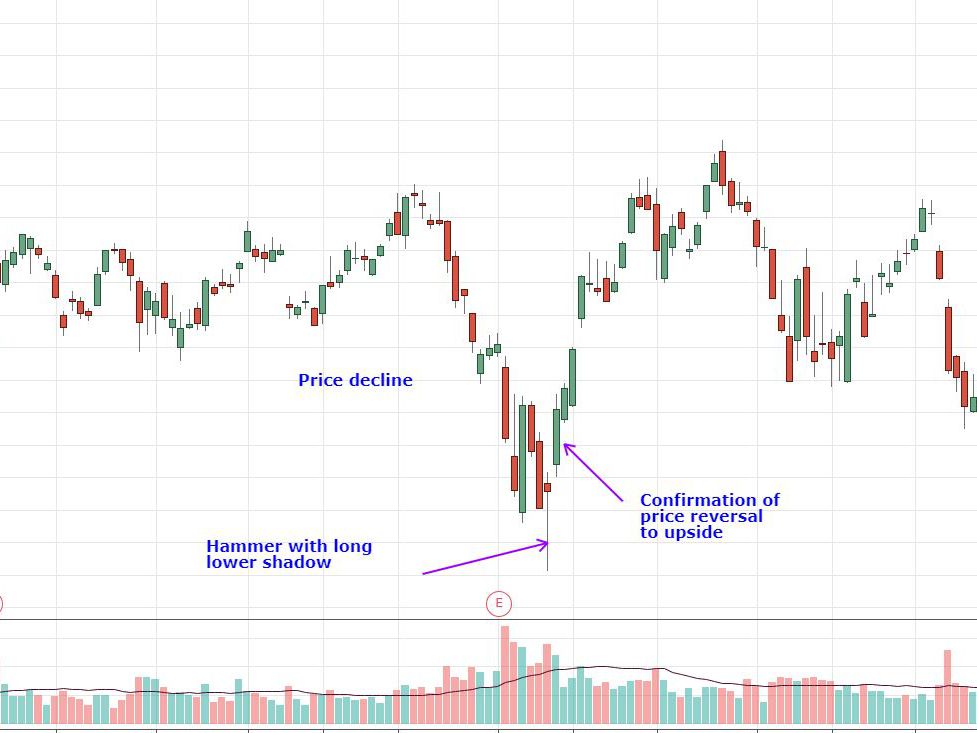 Price decline
Confirmation of
price reversal
to upside
Hammer with long
lower shadow
E